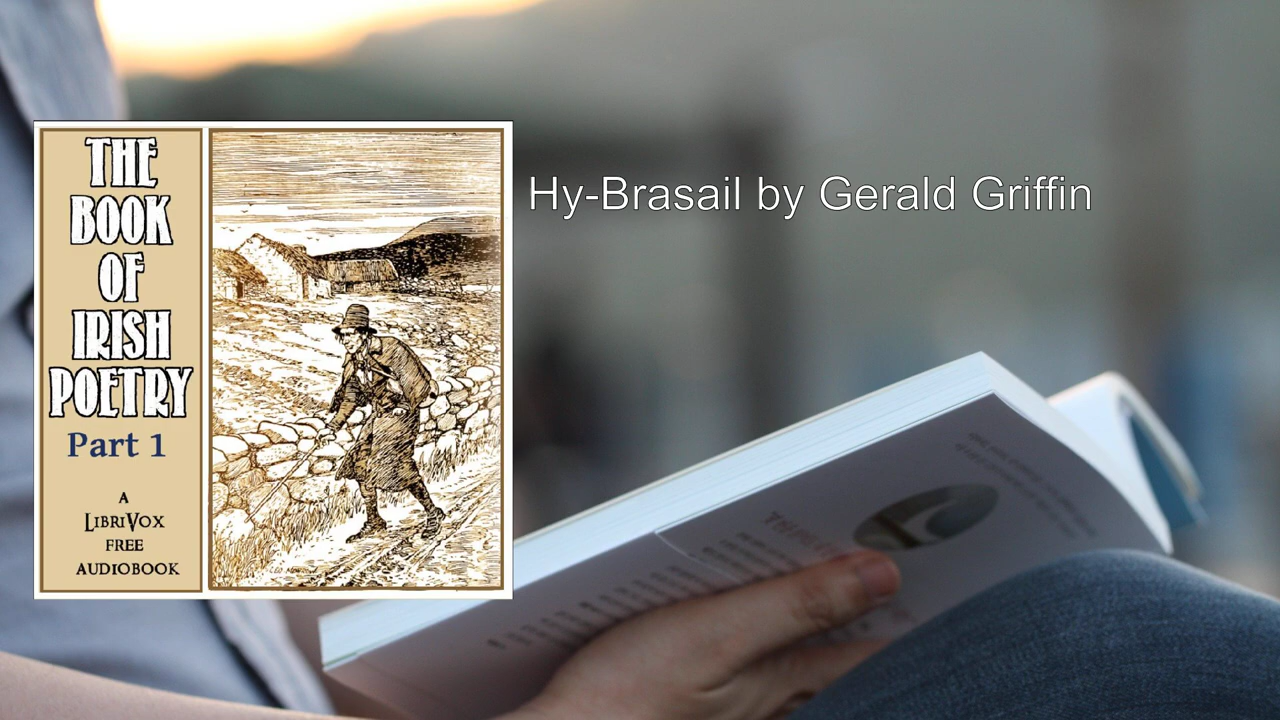 THE
BOOK
OF
IRISH
POETRY
Part 1
A
LIBRIVOX
FREE
AUDIOBOOK
Hy-Brasail by Gerald Griffin